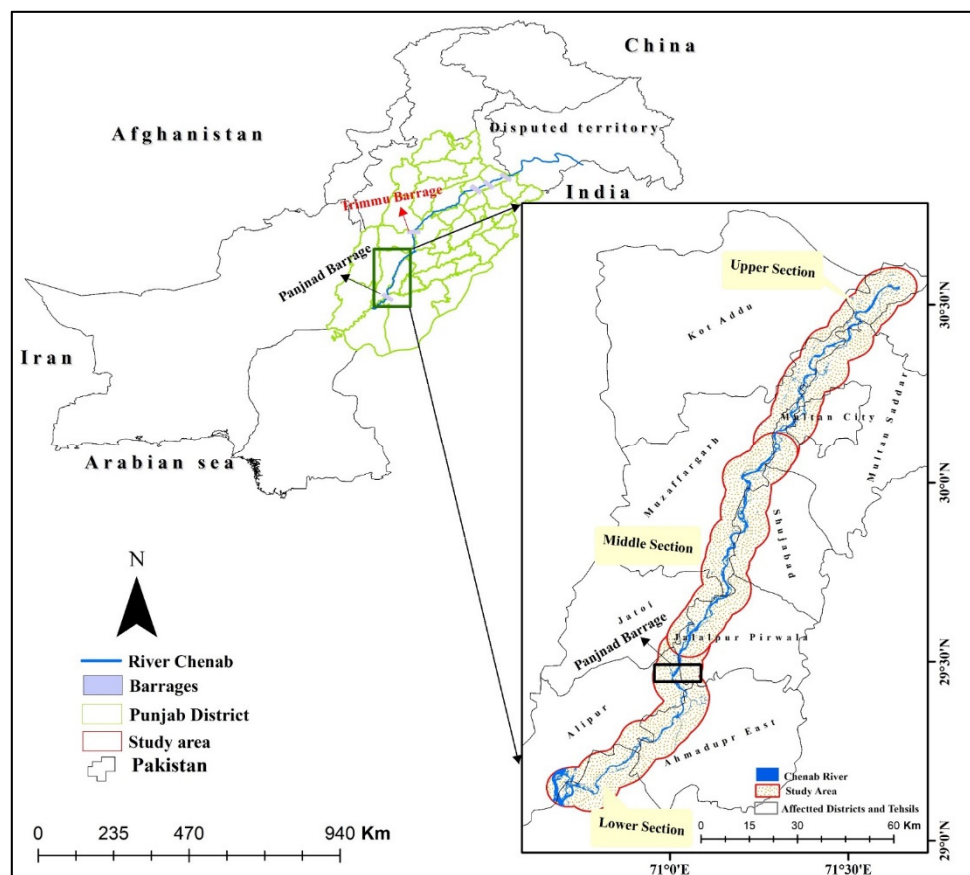 China
Afghanistan
Disputed territory
India
Trimmu Barrage
Panjnad Barrage
Iran
Arabian sea
N
River Chenab
Barrages
Punjab District
Study area
Pakistan
0 235 470 940 Km
Upper Section
Kot Addu
30°30'N
Multan City
Multan Saddar
Muzaffargarh
30°0'N
Shujabad
Middle Section
Jatoi
Jalalpur Pirwala
Panjnad Barrage
29°30'N
Alipur
Ahmadupr East
Chenab River
Study Area
Affectted Districts and Tehsils
Lower Section
0 15 30 60 Km
29°0'N
71°0'E 71°30'E